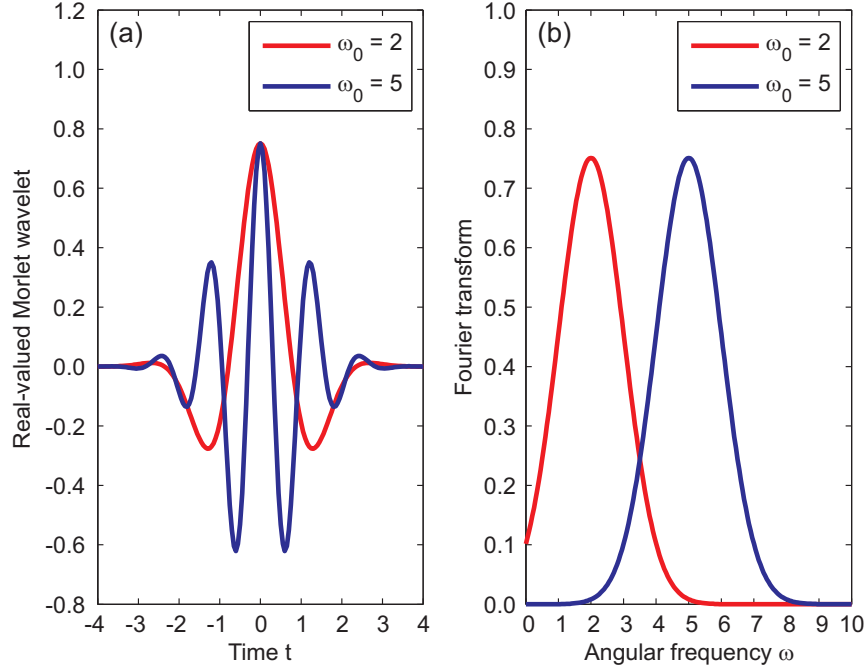 (a)
ω0 = 2
ω0 = 5
1.2
1.0
0.8
0.6
0.4
0.2
0.0
-0.2
-0.4
-0.6
-0.8
-4 -3 -2 -1 0 1 2 3 4
Time t
Real-valued Morlet wavelet
(b)
ω0 = 2
ω0 = 5
1.0
0.9
0.8
0.7
0.6
0.5
0.4
0.3
0.2
0.1
0.0
0 1 2 3 4 5 6 7 8 9 10
Angular frequency ω
Fourier transform